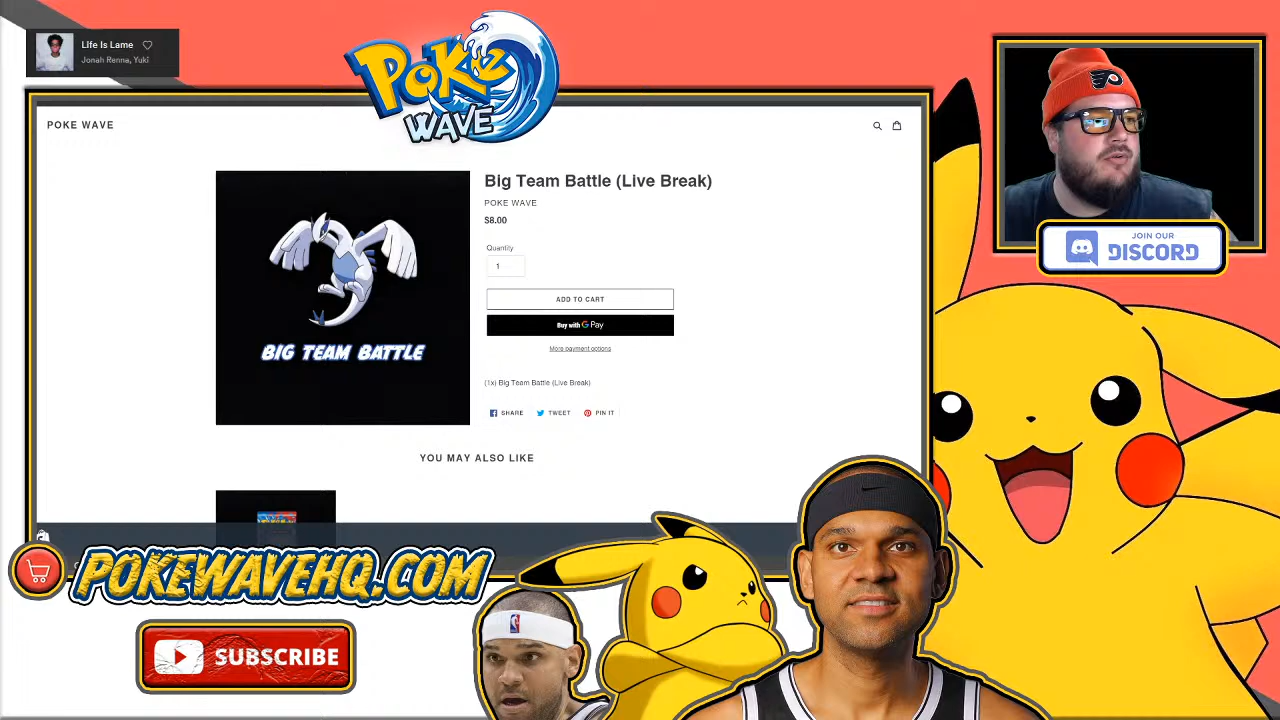 Life Is Lame
Jonah Renna, Yuki
POKE
WAVE
POKE WAVE
Big Team Battle (Live Break)
POKE WAVE
$8.00
Quantity
1
ADD TO CART
Buy with G Pay
More payment options
(1x) Big Team Battle (Live Break)
SHARE TWEET PIN IT
BIG TEAM BATTLE
YOU MAY ALSO LIKE
JOIN OUR
DISCORD
POKEWAVEHQ.COM
SUBSCRIBE